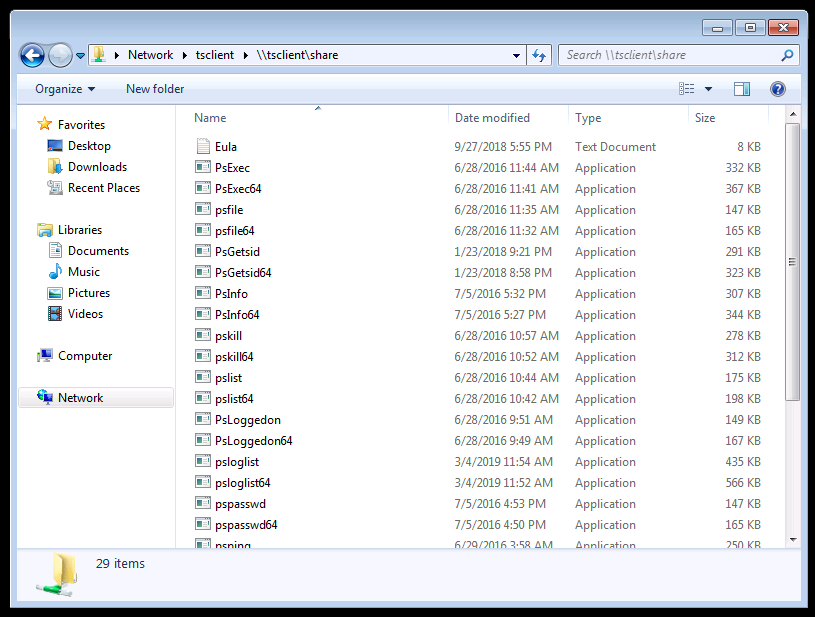 Network tsclient \\tsclient\share Search \\tsclient\share
Organize New folder
Favorites
Desktop
Downloads
Recent Places
Libraries
Documents
Music
Pictures
Videos
Computer
Network
Name Date modified Type Size
Eula 9/27/2018 5:55 PM Text Document 8 KB
PsExec 6/28/2016 11:44 AM Application 332 KB
PsExec64 6/28/2016 11:41 AM Application 367 KB
psfile 6/28/2016 11:35 AM Application 147 KB
psfile64 6/28/2016 11:32 AM Application 165 KB
PsGetsid 1/23/2018 9:21 PM Application 291 KB
PsGetsid64 1/23/2018 8:58 PM Application 323 KB
PsInfo 7/5/2016 5:32 PM Application 307 KB
PsInfo64 7/5/2016 5:27 PM Application 344 KB
pskill 6/28/2016 10:57 AM Application 278 KB
pskill64 6/28/2016 10:52 AM Application 312 KB
pslist 6/28/2016 10:44 AM Application 175 KB
pslist64 6/28/2016 10:42 AM Application 198 KB
PsLoggedon 6/28/2016 9:51 AM Application 149 KB
PsLoggedon64 6/28/2016 9:49 AM Application 167 KB
psloglist 3/4/2019 11:54 AM Application 435 KB
psloglist64 3/4/2019 11:52 AM Application 566 KB
pspasswd 7/5/2016 4:53 PM Application 147 KB
pspasswd64 7/5/2016 4:50 PM Application 165 KB
psping 6/29/2016 3:58 AM Application 250 KB
29 items